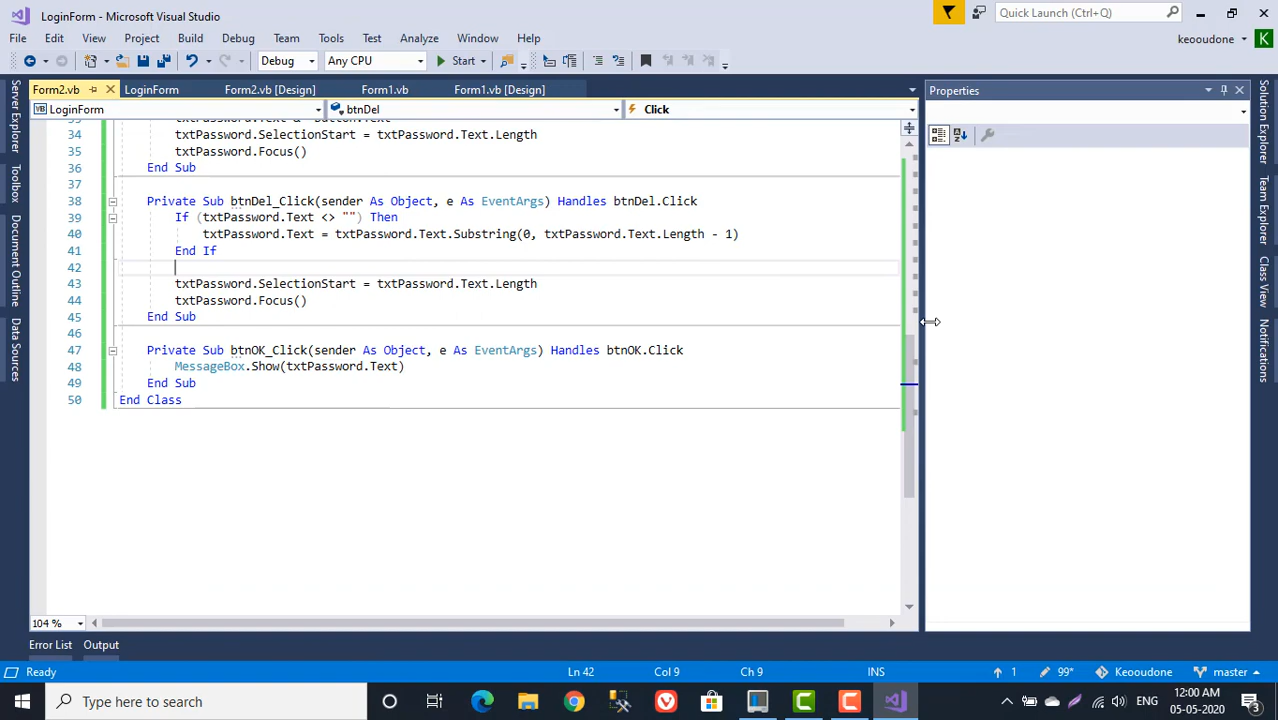 LoginForm - Microsoft Visual Studio
Quick Launch (Ctrl+Q)
File Edit View Project Build Debug Team Tools Test Analyze Window Help
keooudone K
Debug Any CPU Start
Form2.vb LoginForm Form2.vb [Design] Form1.vb Form1.vb [Design]
LoginForm btnDel Click
34 txtPassword.SelectionStart = txtPassword.Text.Length
35 txtPassword.Focus()
36 End Sub
37
38 Private Sub btnDel_Click(sender As Object, e As EventArgs) Handles btnDel.Click
39 If (txtPassword.Text <> "") Then
40 txtPassword.Text = txtPassword.Text.Substring(0, txtPassword.Text.Length - 1)
41 End If
42
43 txtPassword.SelectionStart = txtPassword.Text.Length
44 txtPassword.Focus()
45 End Sub
46
47 Private Sub btnOK_Click(sender As Object, e As EventArgs) Handles btnOK.Click
48 MessageBox.Show(txtPassword.Text)
49 End Sub
50 End Class
104 %
Server Explorer
Toolbox
Document Outline
Data Sources
Properties
Solution Explorer
Team Explorer
Class View
Notifications
Error List Output
Ready Ln 42 Col 9 Ch 9 INS 1 99* Keooudone master
Type here to search
ENG
12:00 AM
05-05-2020
3